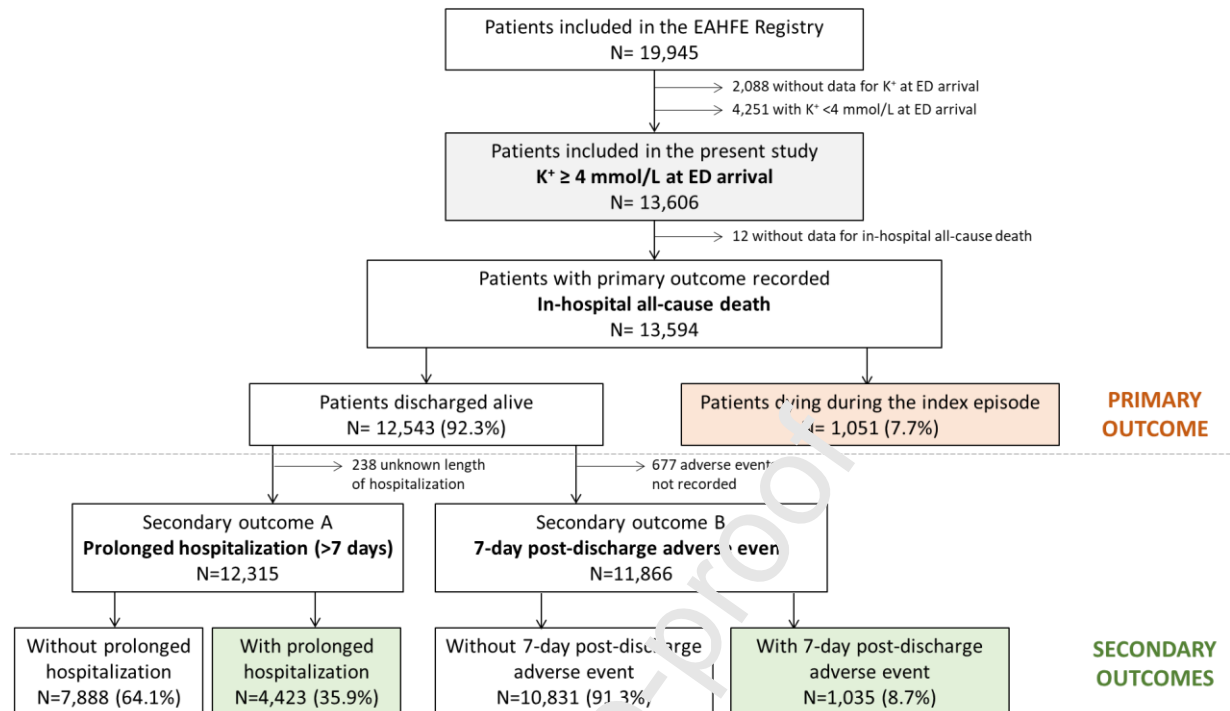 Patients included in the EAHFE Registry
N= 19,945
2,088 without data for K⁺ at ED arrival
4,251 with K⁺ <4 mmol/L at ED arrival
Patients included in the present study
K⁺ ≥ 4 mmol/L at ED arrival
N= 13,606
12 without data for in-hospital all-cause death
Patients with primary outcome recorded
In-hospital all-cause death
N= 13,594
Patients discharged alive
N= 12,543 (92.3%)
Patients dying during the index episode
N= 1,051 (7.7%)
PRIMARY
OUTCOME
238 unknown length
of hospitalization
677 adverse event
not recorded
Secondary outcome A
Prolonged hospitalization (>7 days)
N=12,315
Secondary outcome B
7-day post-discharge adverse event
N=11,866
Without prolonged
hospitalization
N=7,888 (64.1%)
With prolonged
hospitalization
N=4,423 (35.9%)
Without 7-day post-discharge
adverse event
N=10,831 (91.3%)
With 7-day post-discharge
adverse event
N=1,035 (8.7%)
SECONDARY
OUTCOMES
-proof